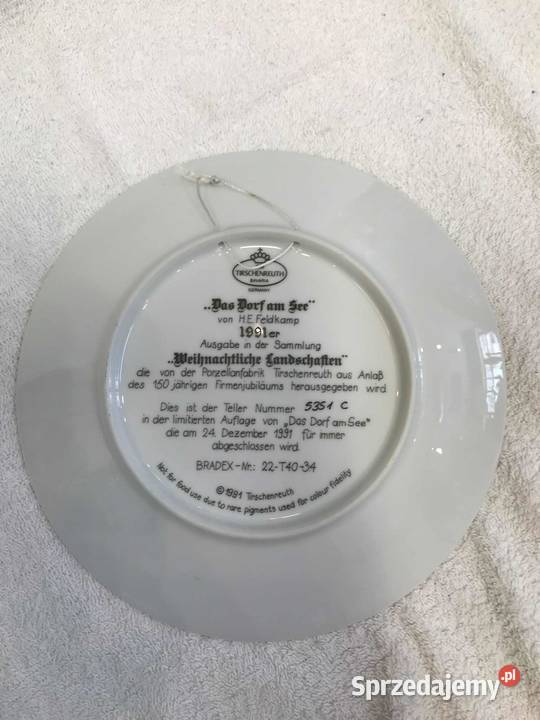 TIRSCHENREUTH
BAVARIA
GERMANY
„Das Dorf am See"
von H.E. Feldkamp
1991er
Ausgabe in der Sammlung
„Weihnachtliche Landschaften"
die von der Porzellanfabrik Tirschenreuth aus Anlaß
des 150 jährigen Firmenjubiläums herausgegeben wird.
Dies ist der Teller Nummer 5351 C
in der limitierten Auflage von „Das Dorf am See"
die am 24. Dezember 1991 für immer
abgeschlossen wird.
BRADEX-Nr.: 22-T40-34
©1991 Tirschenreuth
Not for food use due to rare pigments used for colour fidelity
Sprzedajemy.pl